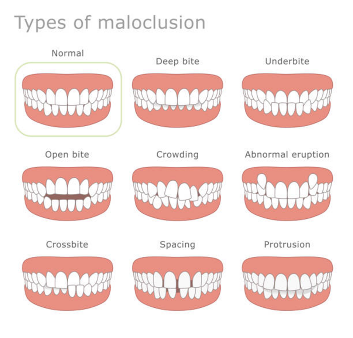 Types of maloclusion
Normal
Deep bite
Underbite
Open bite
Crowding
Abnormal eruption
Crossbite
Spacing
Protrusion